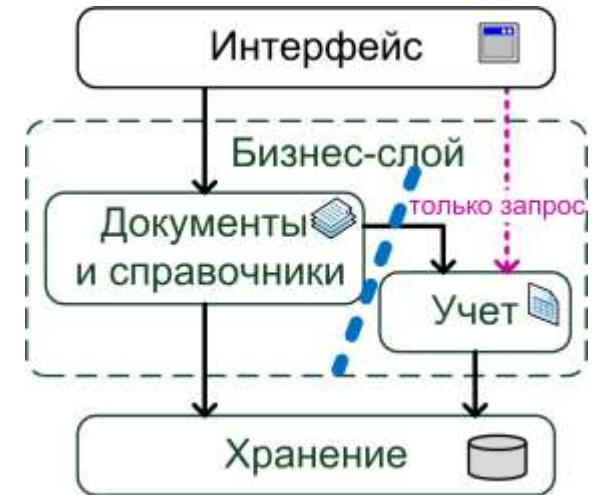 Интерфейс
Бизнес-слой
Документы
и справочники
только запрос
Учет
Хранение